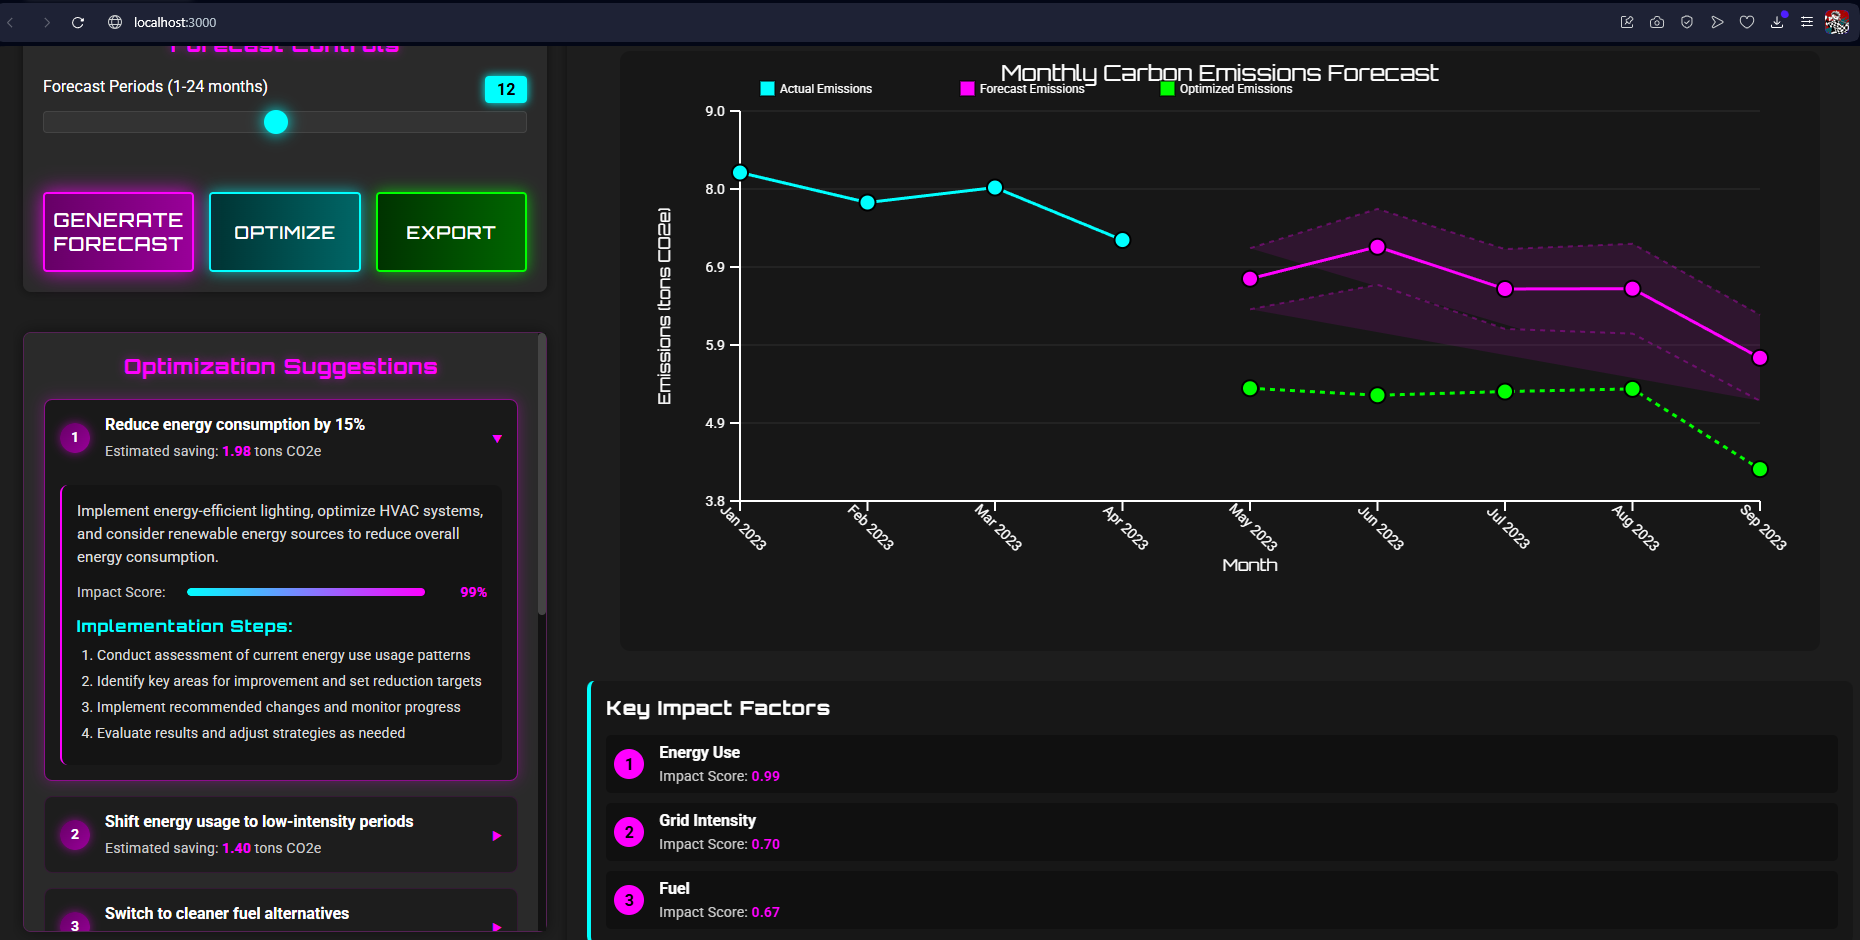 localhost:3000
Forecast Controls
Forecast Periods (1-24 months)
12
GENERATE
FORECAST
OPTIMIZE
EXPORT
Optimization Suggestions
1
Reduce energy consumption by 15%
Estimated saving: 1.98 tons CO2e
Implement energy-efficient lighting, optimize HVAC systems,
and consider renewable energy sources to reduce overall
energy consumption.
Impact Score:
99%
Implementation Steps:
1. Conduct assessment of current energy use usage patterns
2. Identify key areas for improvement and set reduction targets
3. Implement recommended changes and monitor progress
4. Evaluate results and adjust strategies as needed
2
Shift energy usage to low-intensity periods
Estimated saving: 1.40 tons CO2e
3
Switch to cleaner fuel alternatives
Monthly Carbon Emissions Forecast
Actual Emissions
Forecast Emissions
Optimized Emissions
Emissions (tons CO2e)
9.0
8.0
6.9
5.9
4.9
3.8
Jan 2023
Feb 2023
Mar 2023
Apr 2023
May 2023
Jun 2023
Jul 2023
Aug 2023
Sep 2023
Month
Key Impact Factors
1
Energy Use
Impact Score: 0.99
2
Grid Intensity
Impact Score: 0.70
3
Fuel
Impact Score: 0.67